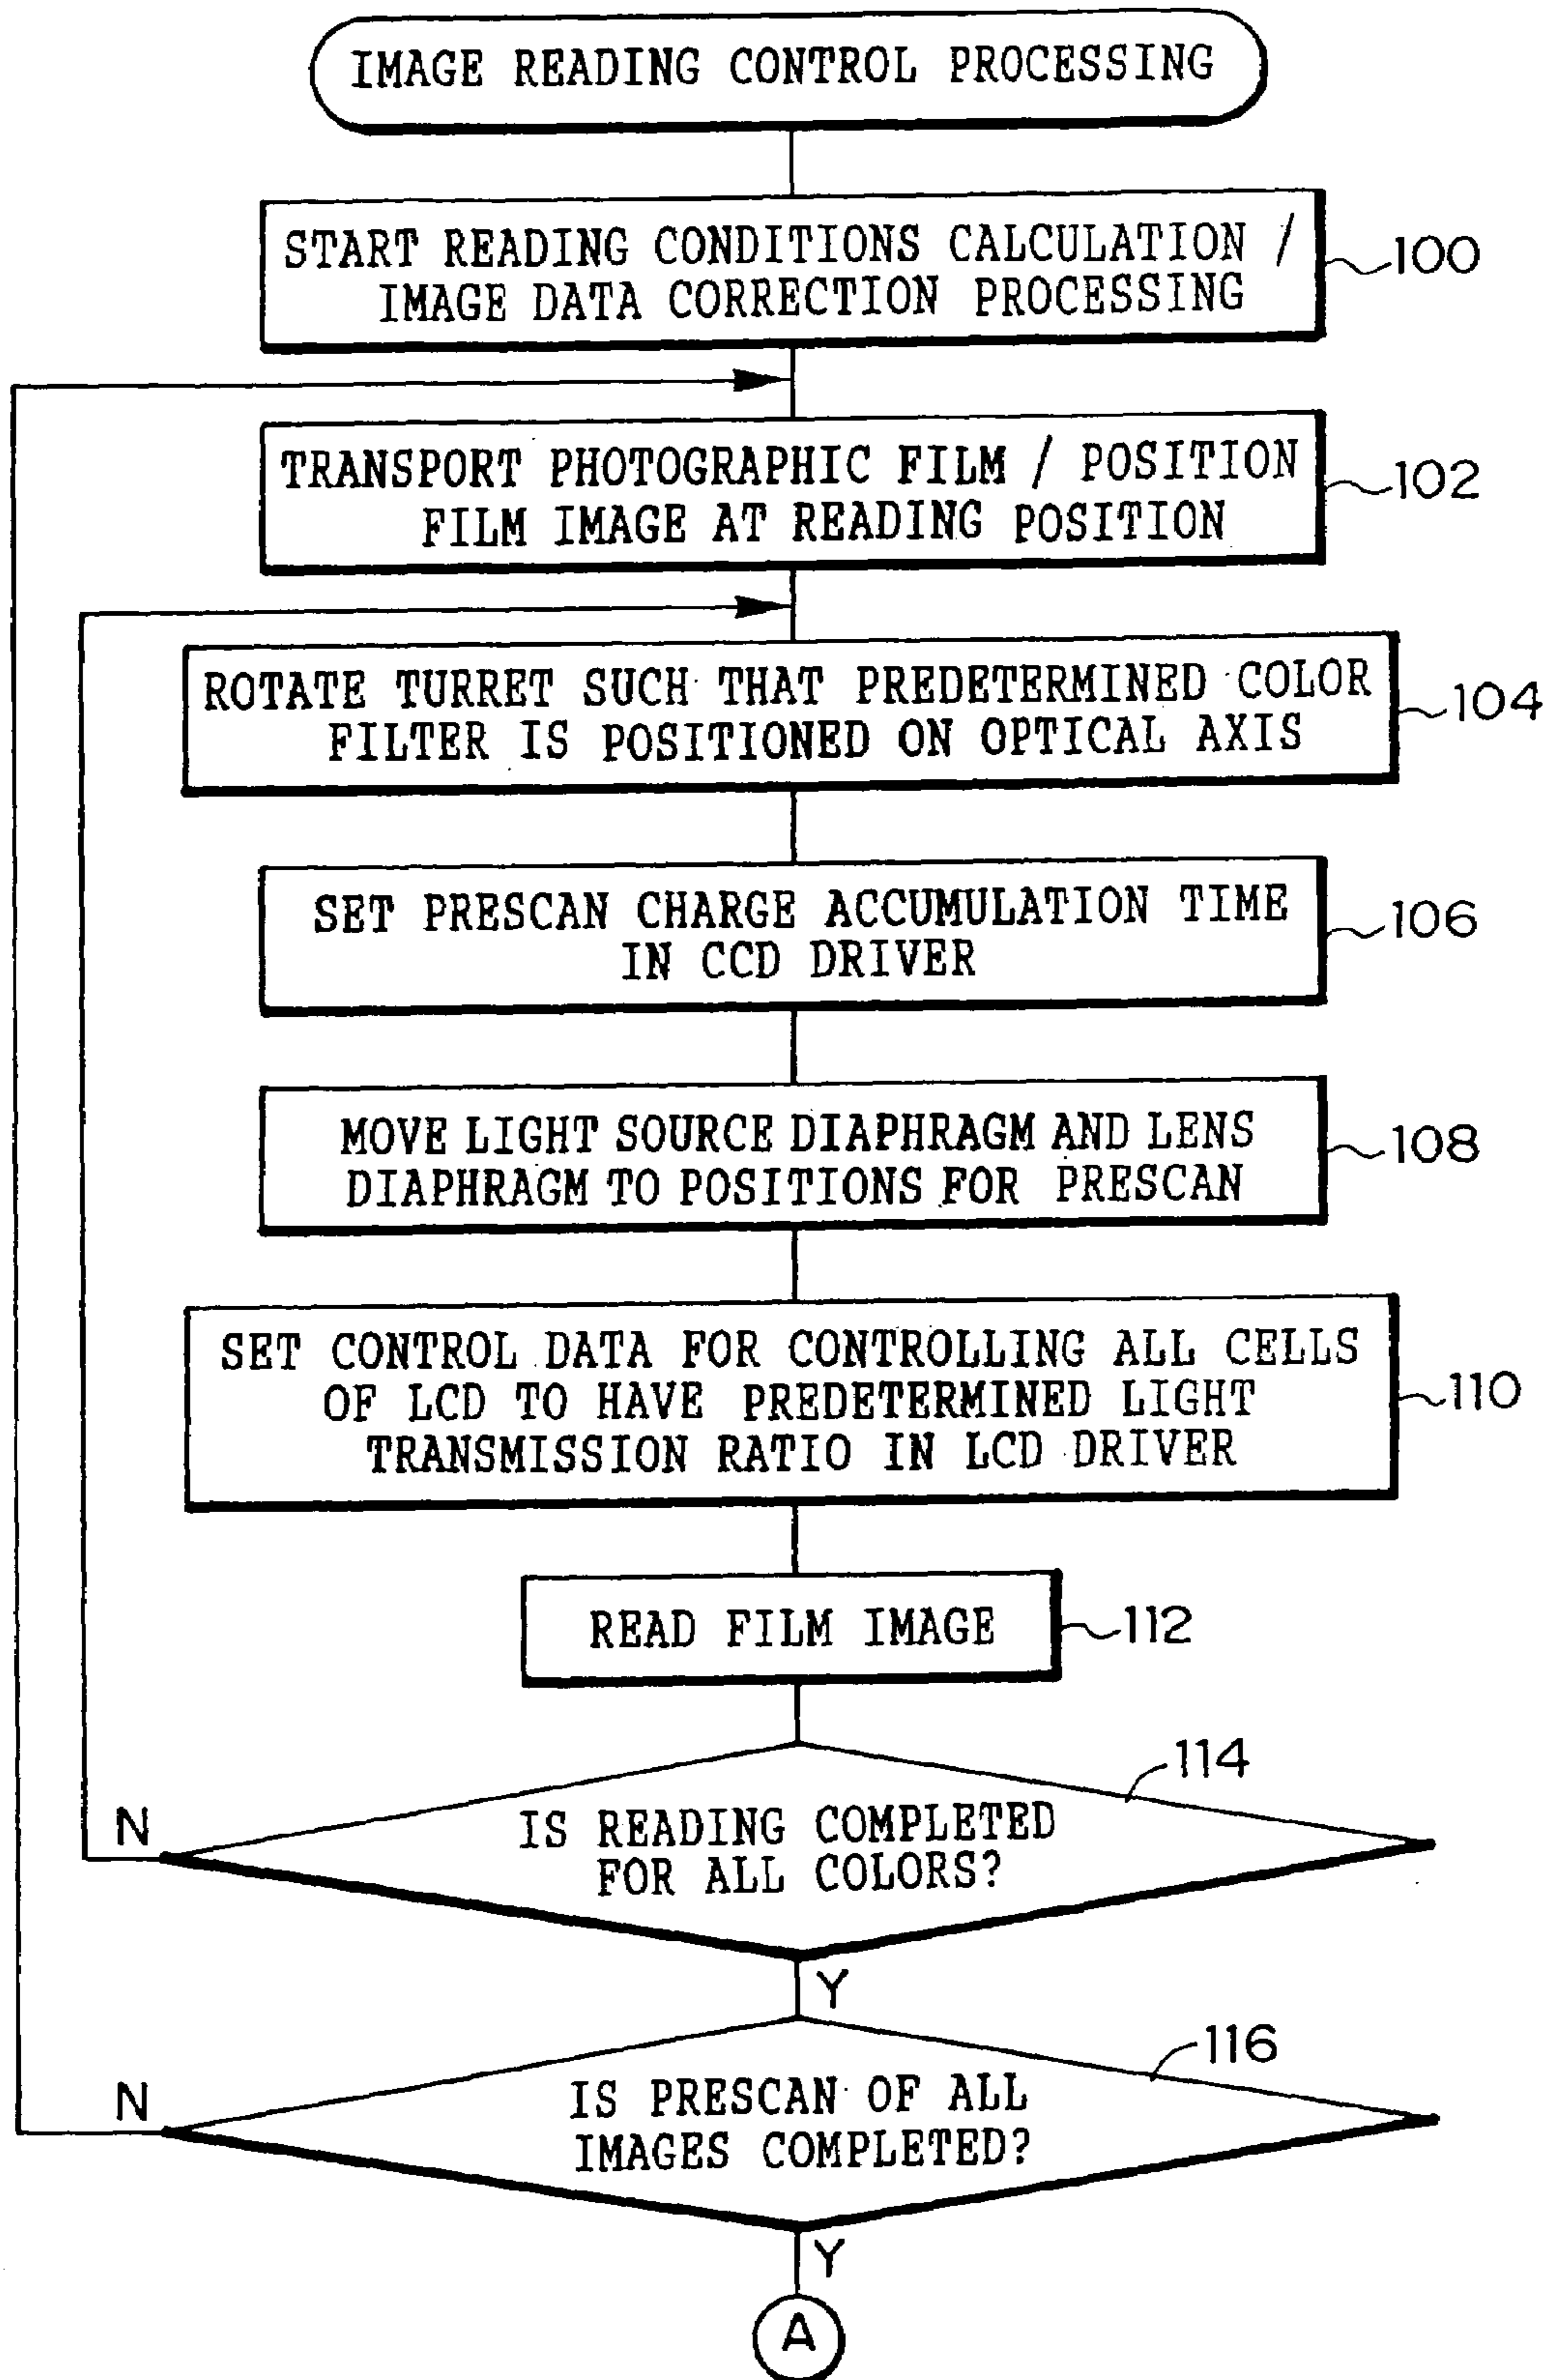 IMAGE READING CONTROL PROCESSING
START READING CONDITIONS CALCULATION /
IMAGE DATA CORRECTION PROCESSING
100
TRANSPORT PHOTOGRAPHIC FILM / POSITION
FILM IMAGE AT READING POSITION
102
ROTATE TURRET SUCH THAT PREDETERMINED COLOR
FILTER IS POSITIONED ON OPTICAL AXIS
104
SET PRESCAN CHARGE ACCUMULATION TIME
IN CCD DRIVER
106
MOVE LIGHT SOURCE DIAPHRAGM AND LENS
DIAPHRAGM TO POSITIONS FOR PRESCAN
108
SET CONTROL DATA FOR CONTROLLING ALL CELLS
OF LCD TO HAVE PREDETERMINED LIGHT
TRANSMISSION RATIO IN LCD DRIVER
110
READ FILM IMAGE
112
114
N
IS READING COMPLETED
FOR ALL COLORS?
Y
116
N
IS PRESCAN OF ALL
IMAGES COMPLETED?
Y
A